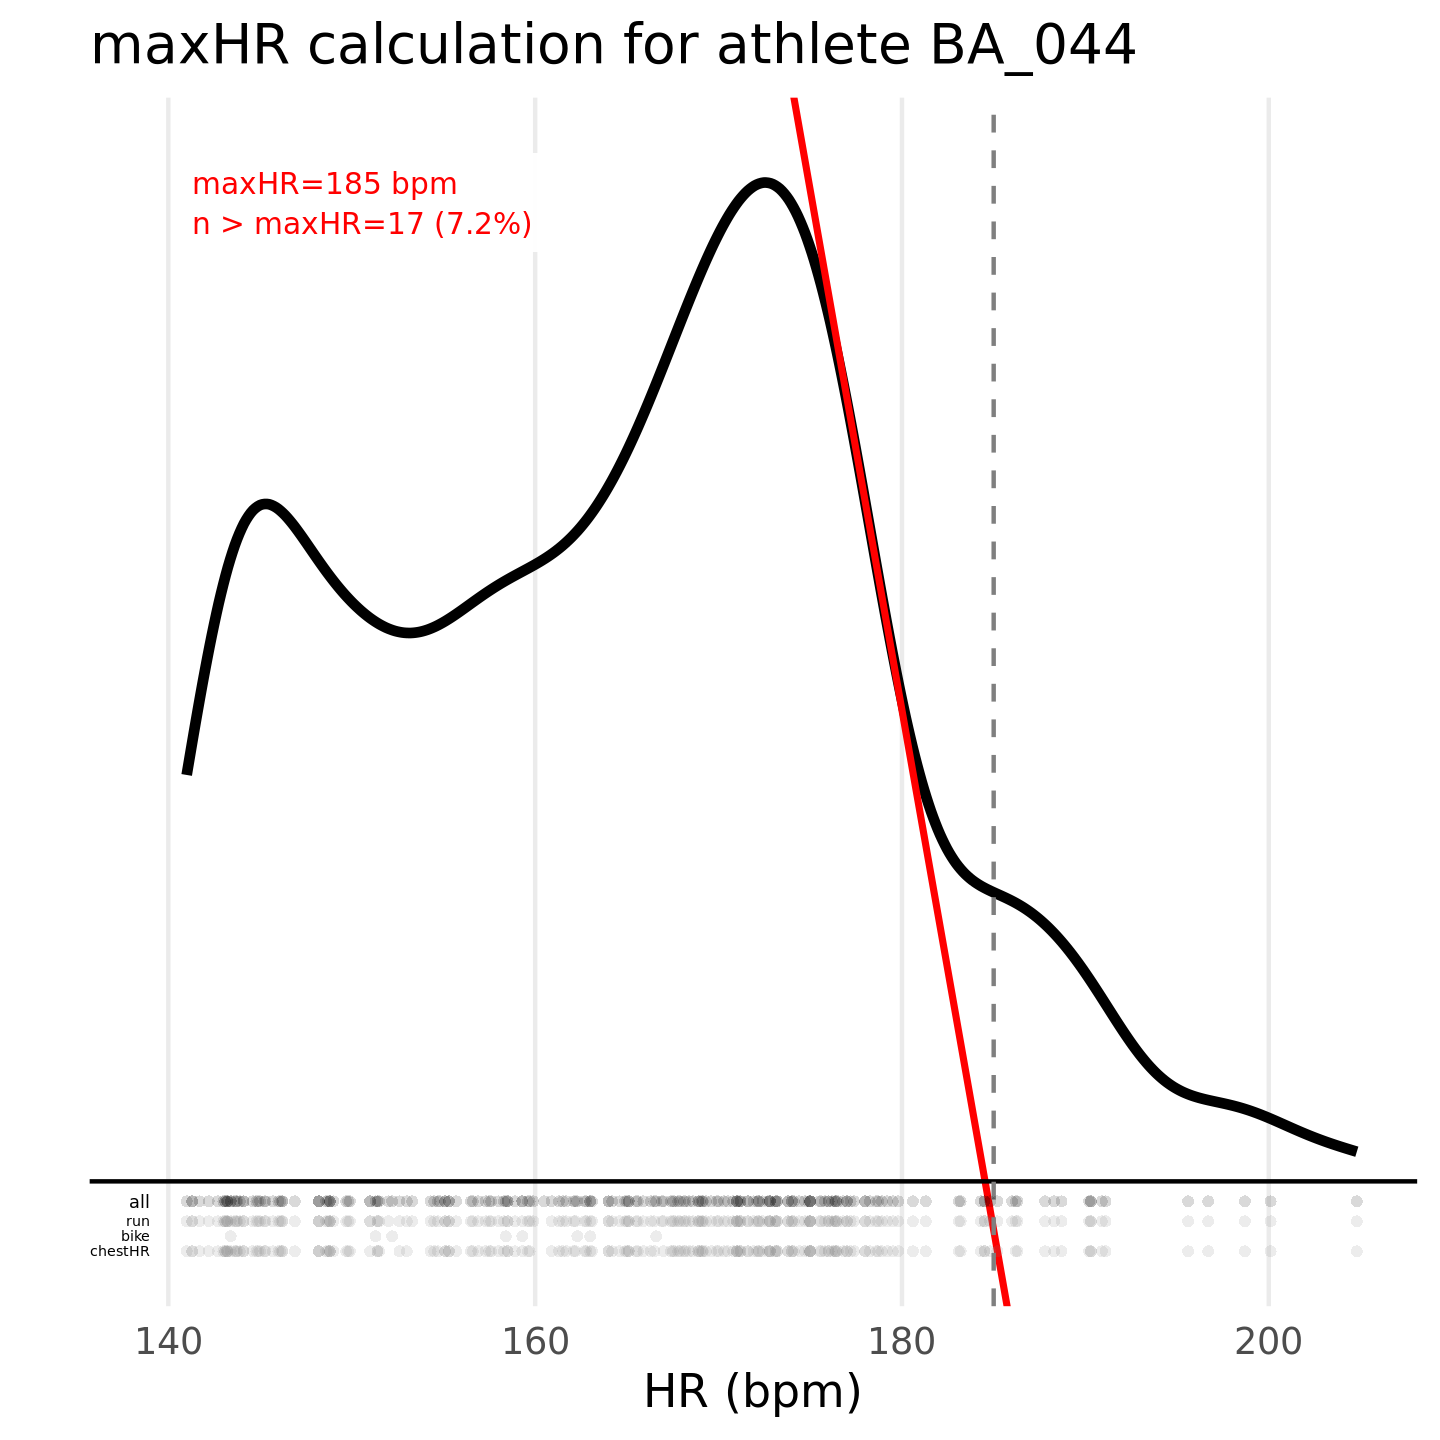 maxHR calculation for athlete BA_044
maxHR=185 bpm
n > maxHR=17 (7.2%)
all
run
bike
chestHR
140 160 180 200
HR (bpm)